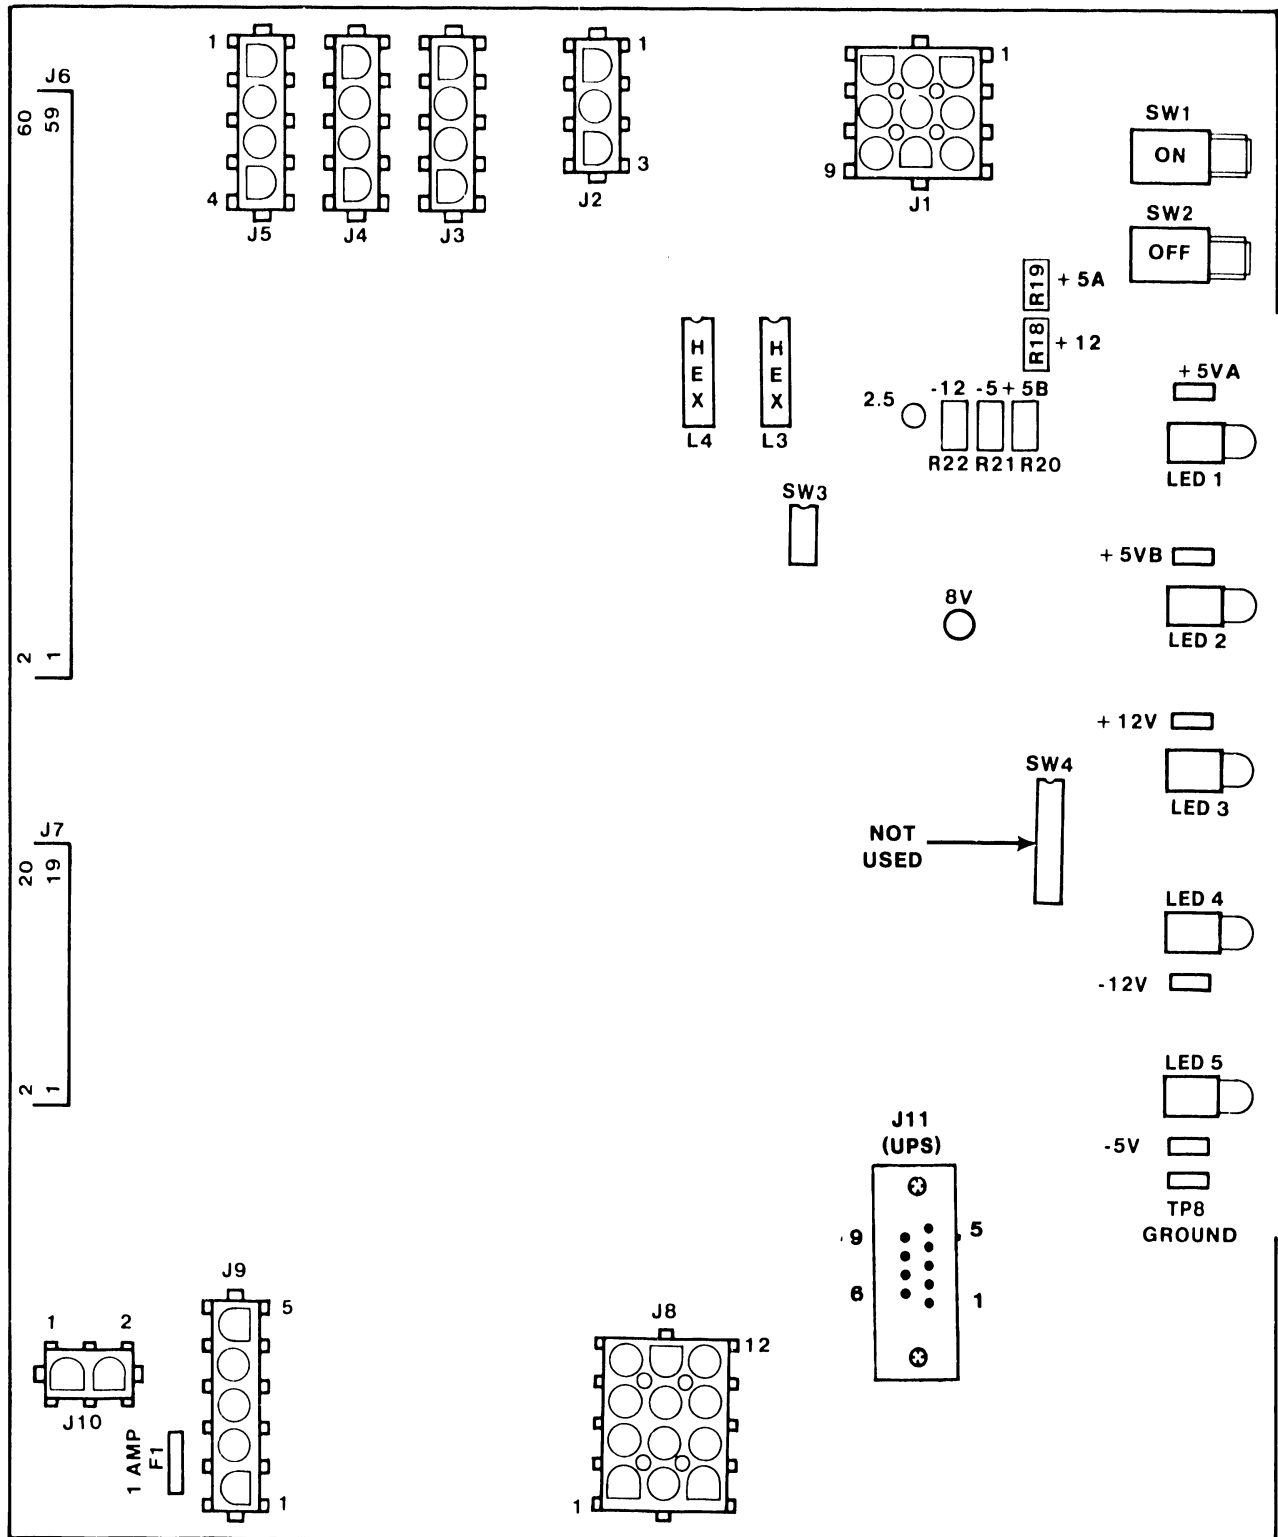 J6
60
59
2
1
1
4
J5
J4
J3
1
3
J2
1
9
J1
SW1
ON
SW2
OFF
R19
+ 5A
R18
+ 12
HEX
L4
HEX
L3
2.5
-12 -5 + 5B
R22 R21 R20
+ 5VA
LED 1
SW3
+ 5VB
LED 2
8V
+ 12V
LED 3
SW4
NOT
USED
J7
20
19
2
1
LED 4
-12V
LED 5
-5V
TP8
GROUND
J11
(UPS)
9
5
6
1
J9
5
1
1
2
J10
1 AMP
F1
J8
12
1